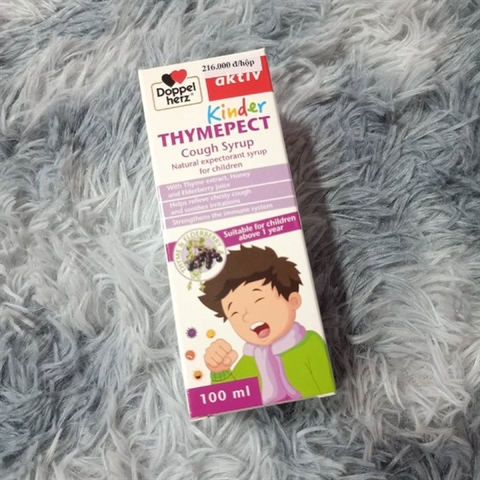 216.000 đ/hộp
Doppel
herz®
aktiv
Kinder
THYMEPECT
Cough Syrup
Natural expectorant syrup
for children
With Thyme extract, Honey
and Elderberry juice
Helps relieve chesty cough
and soothes irritations
Strengthens the immune system
Suitable for children
above 1 year
THYME & ELDERBERRY
100 ml